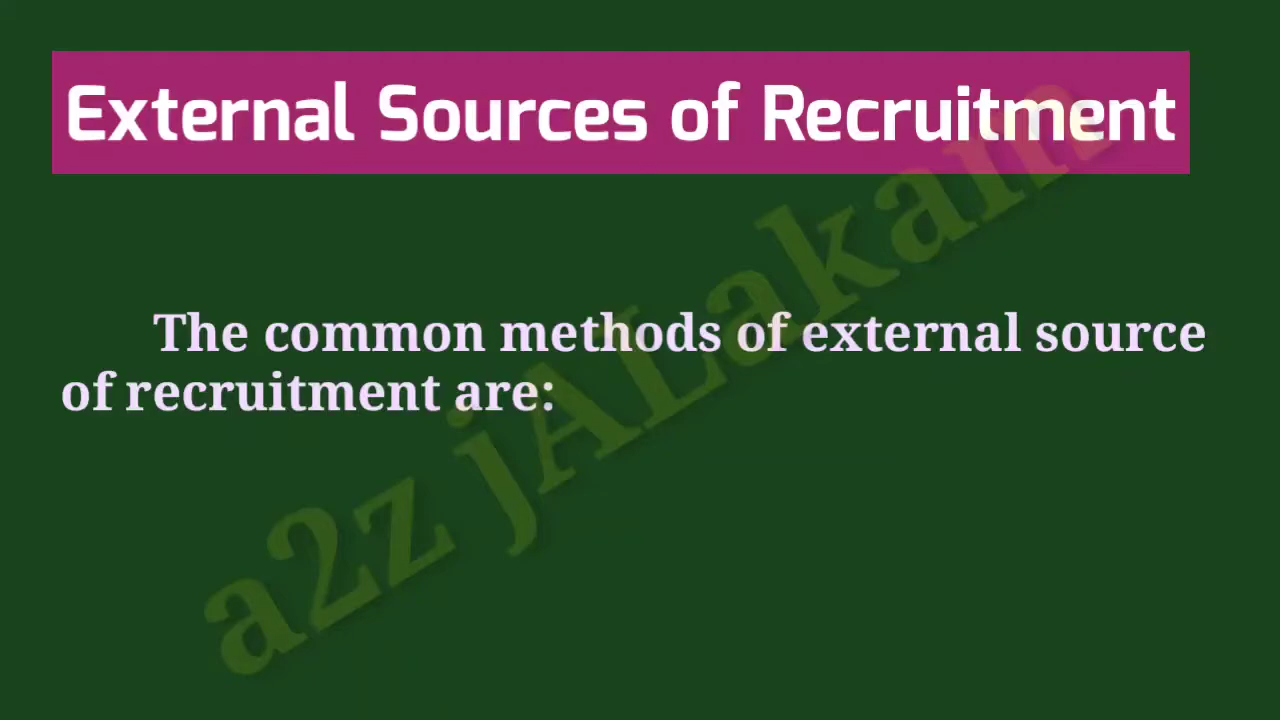 External Sources of Recruitment
The common methods of external source
of recruitment are:
a2z jALakam